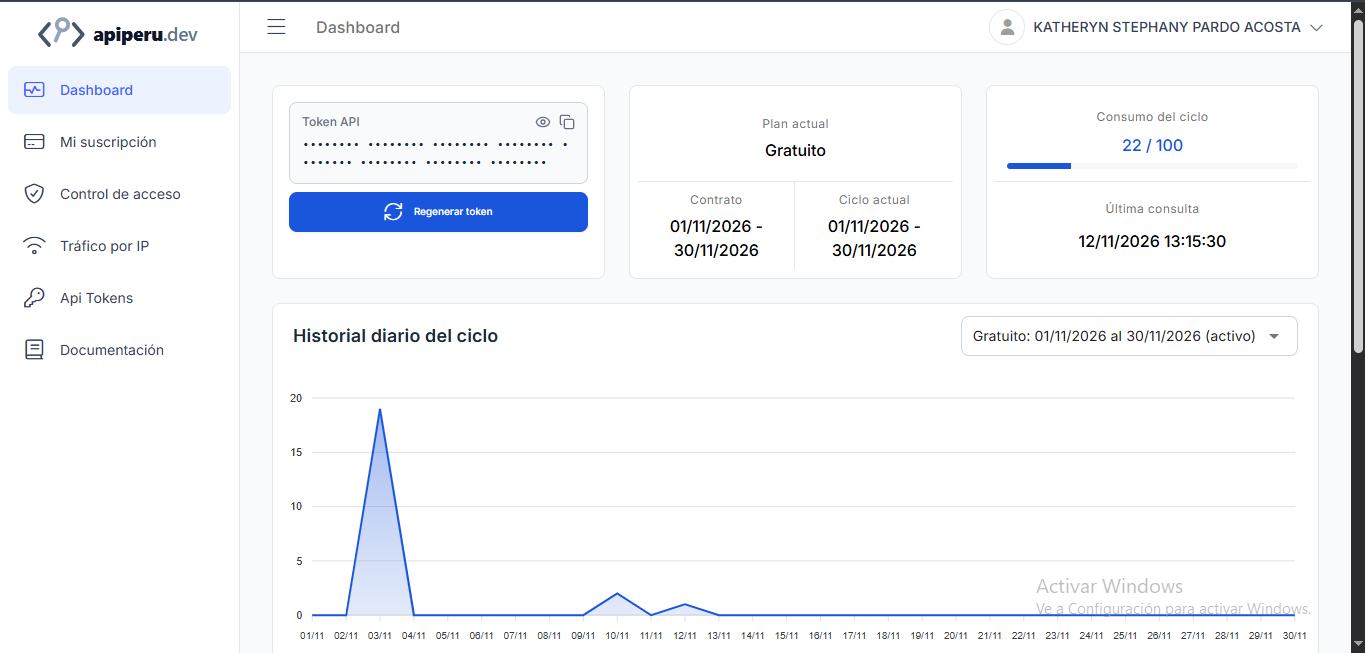 apiperu.dev
Dashboard
KATHERYN STEPHANY PARDO ACOSTA
Dashboard
Mi suscripción
Control de acceso
Tráfico por IP
Api Tokens
Documentación
Token API
•••••••• •••••••• •••••••• •••••••• •
••••••• •••••••• •••••••• ••••••••
Regenerar token
Plan actual
Gratuito
Contrato
01/11/2026 -
30/11/2026
Ciclo actual
01/11/2026 -
30/11/2026
Consumo del ciclo
22 / 100
Última consulta
12/11/2026 13:15:30
Historial diario del ciclo
Gratuito: 01/11/2026 al 30/11/2026 (activo)
20
15
10
5
0
01/11 02/11 03/11 04/11 05/11 06/11 07/11 08/11 09/11 10/11 11/11 12/11 13/11 14/11 15/11 16/11 17/11 18/11 19/11 20/11 21/11 22/11 23/11 24/11 25/11 26/11 27/11 28/11 29/11 30/11
Activar Windows
Ve a Configuración para activar Windows.